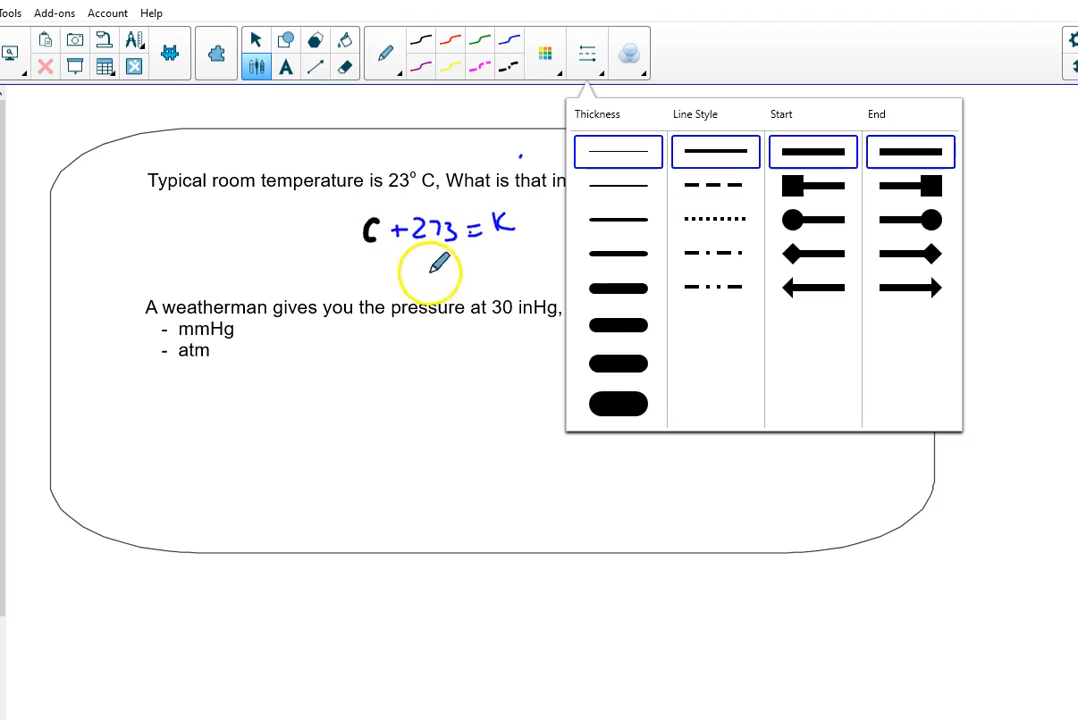 Tools Add-ons Account Help
A
Thickness Line Style Start End
Typical room temperature is 23° C, What is that in
C + 273 = K
A weatherman gives you the pressure at 30 inHg,
- mmHg
- atm